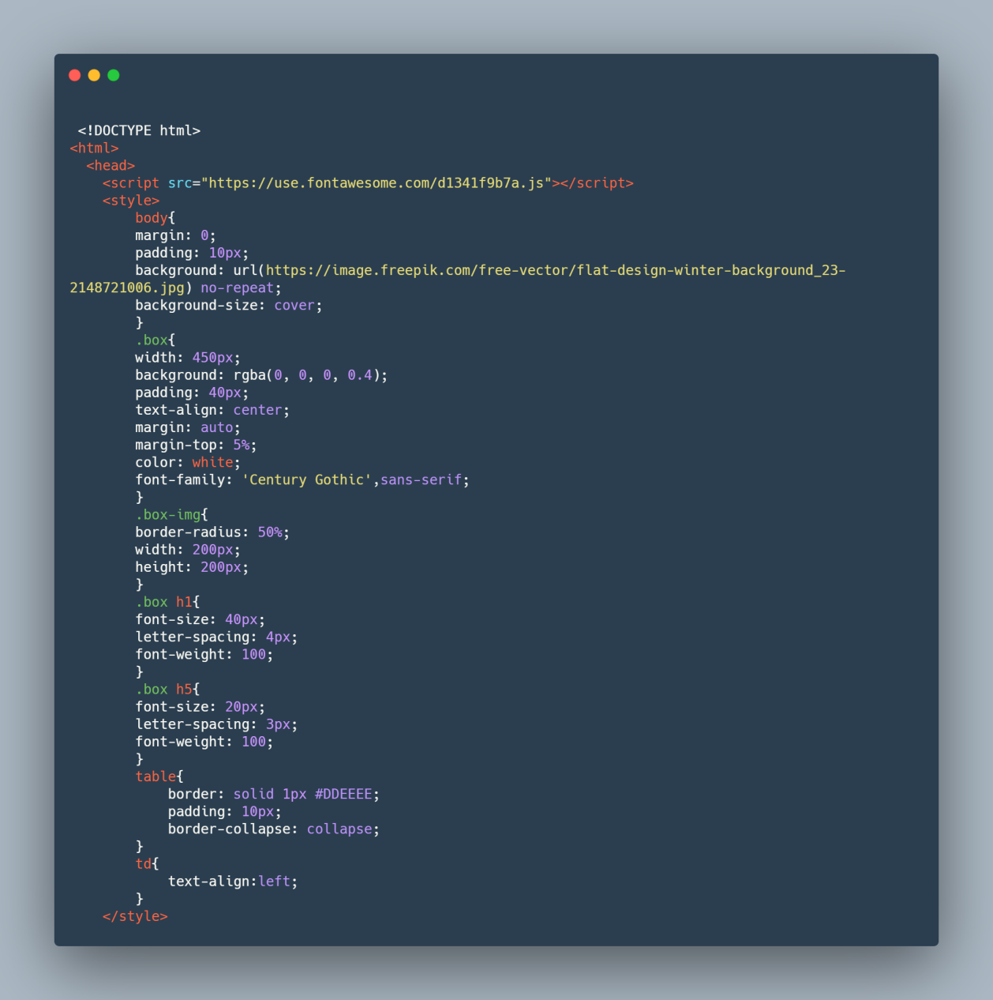 <!DOCTYPE html>
<html>
<head>
<script src="https://use.fontawesome.com/d1341f9b7a.js"></script>
<style>
body{
margin: 0;
padding: 10px;
background: url(https://image.freepik.com/free-vector/flat-design-winter-background_23-
2148721006.jpg) no-repeat;
background-size: cover;
}
.box{
width: 450px;
background: rgba(0, 0, 0, 0.4);
padding: 40px;
text-align: center;
margin: auto;
margin-top: 5%;
color: white;
font-family: 'Century Gothic',sans-serif;
}
.box-img{
border-radius: 50%;
width: 200px;
height: 200px;
}
.box h1{
font-size: 40px;
letter-spacing: 4px;
font-weight: 100;
}
.box h5{
font-size: 20px;
letter-spacing: 3px;
font-weight: 100;
}
table{
border: solid 1px #DDEEEE;
padding: 10px;
border-collapse: collapse;
}
td{
text-align:left;
}
</style>